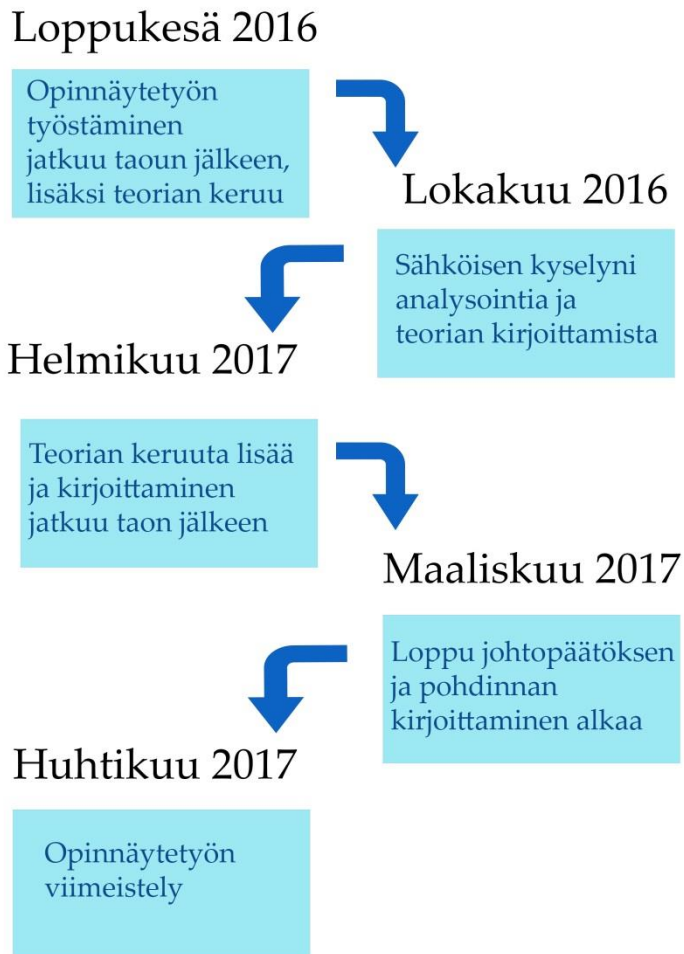 Loppukesä 2016
Opinnäytetyön
työstäminen
jatkuu taoun jälkeen,
lisäksi teorian keruu
Lokakuu 2016
Sähköisen kyselyni
analysointia ja
teorian kirjoittamista
Helmikuu 2017
Teorian keruuta lisää
ja kirjoittaminen
jatkuu taon jälkeen
Maaliskuu 2017
Loppu johtopäätöksen
ja pohdinnan
kirjoittaminen alkaa
Huhtikuu 2017
Opinnäytetyön
viimeistely